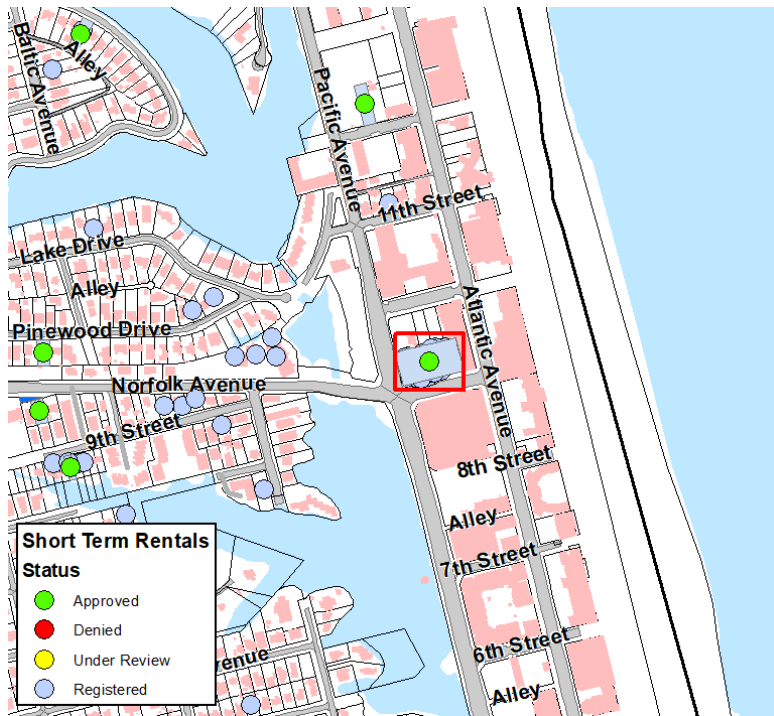 Baltic Avenue
Alley
Pacific Avenue
11th Street
Lake Drive
Alley
Atlantic Avenue
Pinewood Drive
Norfolk Avenue
9th Street
8th Street
Alley
7th Street
6th Street
Alley
Short Term Rentals
Status
Approved
Denied
Under Review
Registered